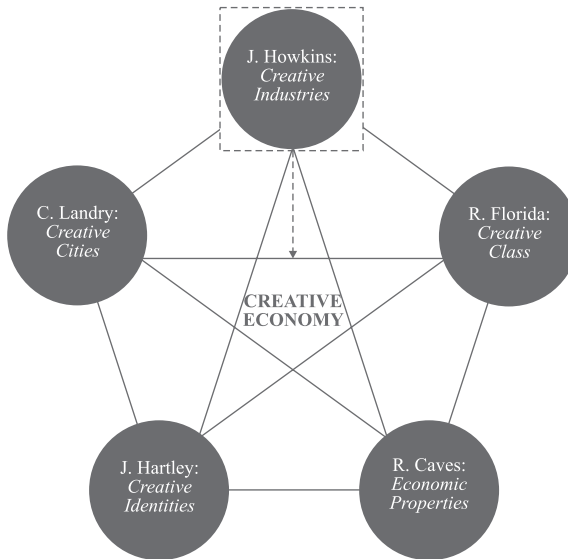 J. Howkins:
Creative
Industries
C. Landry:
Creative
Cities
R. Florida:
Creative
Class
CREATIVE
ECONOMY
J. Hartley:
Creative
Identities
R. Caves:
Economic
Properties